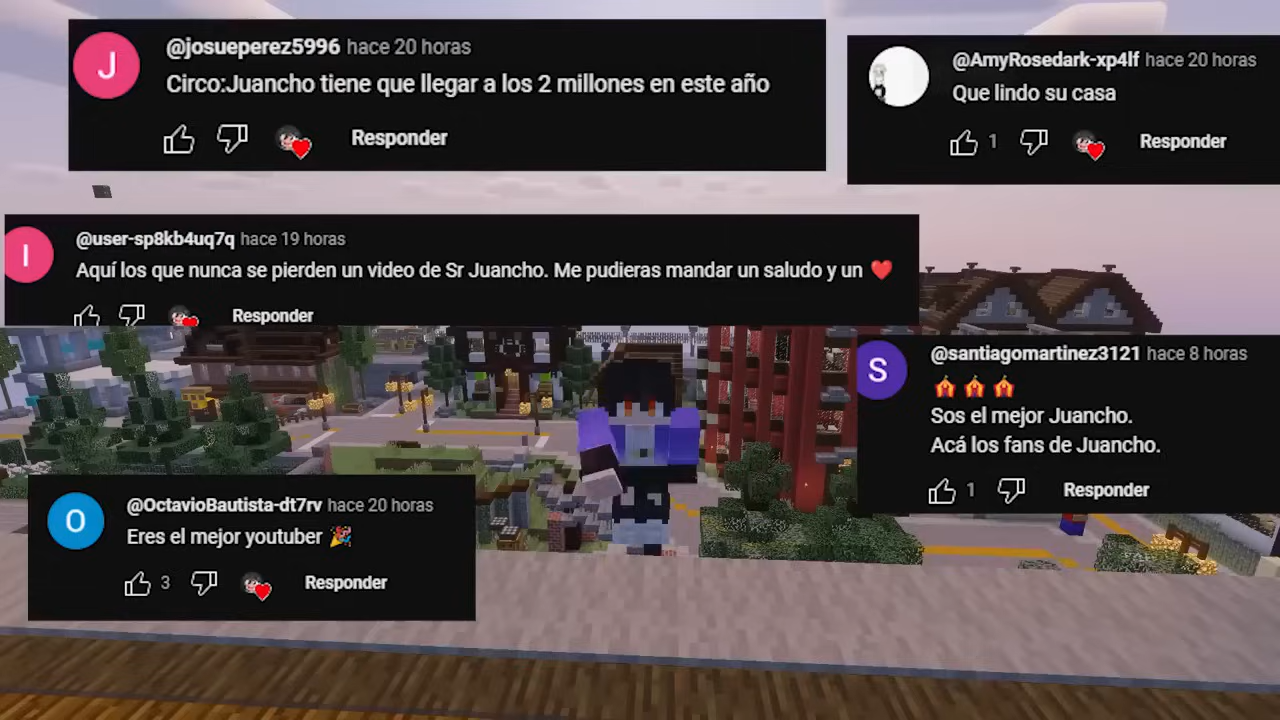 @josueperez5996 hace 20 horas
Circo:Juancho tiene que llegar a los 2 millones en este año
Responder
@AmyRosedark-xp4lf hace 20 horas
Que lindo su casa
1 Responder
@user-sp8kb4uq7q hace 19 horas
Aquí los que nunca se pierden un video de Sr Juancho. Me pudieras mandar un saludo y un ❤️
Responder
@santiagomartinez3121 hace 8 horas
🎪🎪🎪
Sos el mejor Juancho.
Acá los fans de Juancho.
1 Responder
@OctavioBautista-dt7rv hace 20 horas
Eres el mejor youtuber 🎉
3 Responder
J
I
S
O